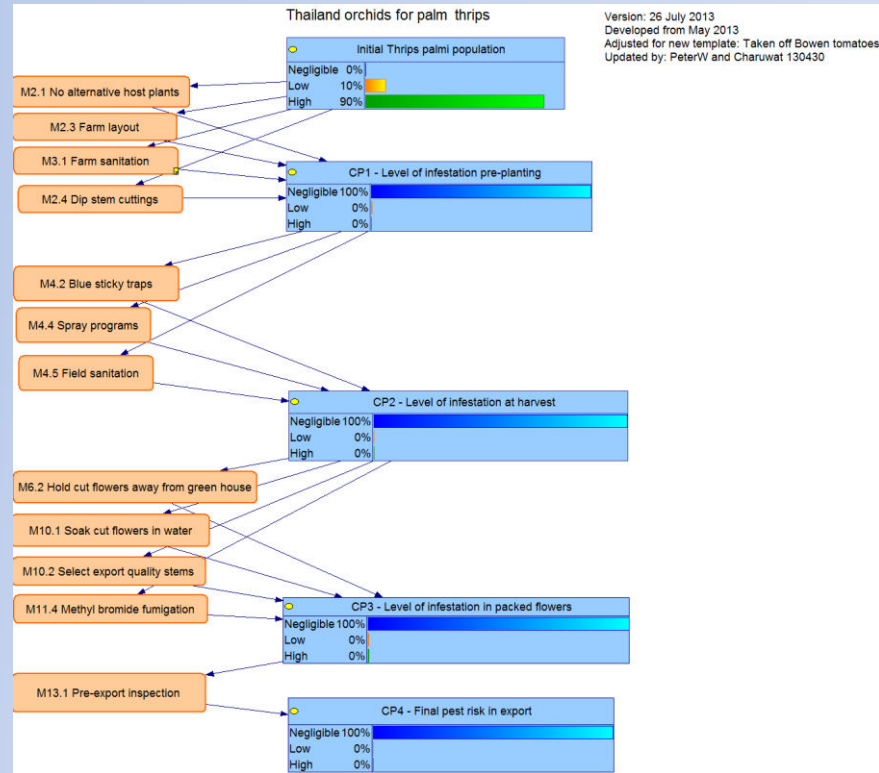 Thailand orchids for palm thrips
Version: 26 July 2013
Developed from May 2013
Adjusted for new template: Taken off Bowen tomatoes
Updated by: PeterW and Charuwat 130430
Initial Thrips palmi population
Negligible 0%
Low 10%
High 90%
M2.1 No alternative host plants
M2.3 Farm layout
M3.1 Farm sanitation
M2.4 Dip stem cuttings
CP1 - Level of infestation pre-planting
Negligible 100%
Low 0%
High 0%
M4.2 Blue sticky traps
M4.4 Spray programs
M4.5 Field sanitation
CP2 - Level of infestation at harvest
Negligible 100%
Low 0%
High 0%
M6.2 Hold cut flowers away from green house
M10.1 Soak cut flowers in water
M10.2 Select export quality stems
M11.4 Methyl bromide fumigation
CP3 - Level of infestation in packed flowers
Negligible 100%
Low 0%
High 0%
M13.1 Pre-export inspection
CP4 - Final pest risk in export
Negligible 100%
Low 0%
High 0%